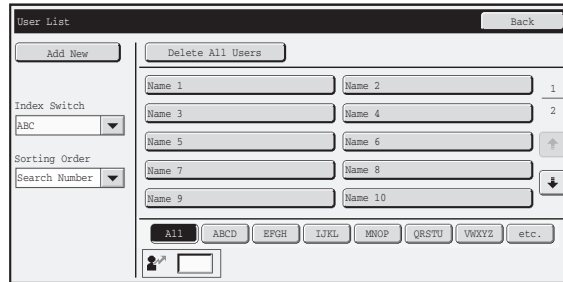 User List
Back
Add New
Delete All Users
Name 1
Name 2
1
Index Switch
Name 3
Name 4
2
ABC
Name 5
Name 6
Sorting Order
Search Number
Name 7
Name 8
Name 9
Name 10
All
ABCD
EFGH
IJKL
MNOP
QRSTU
VWXYZ
etc.